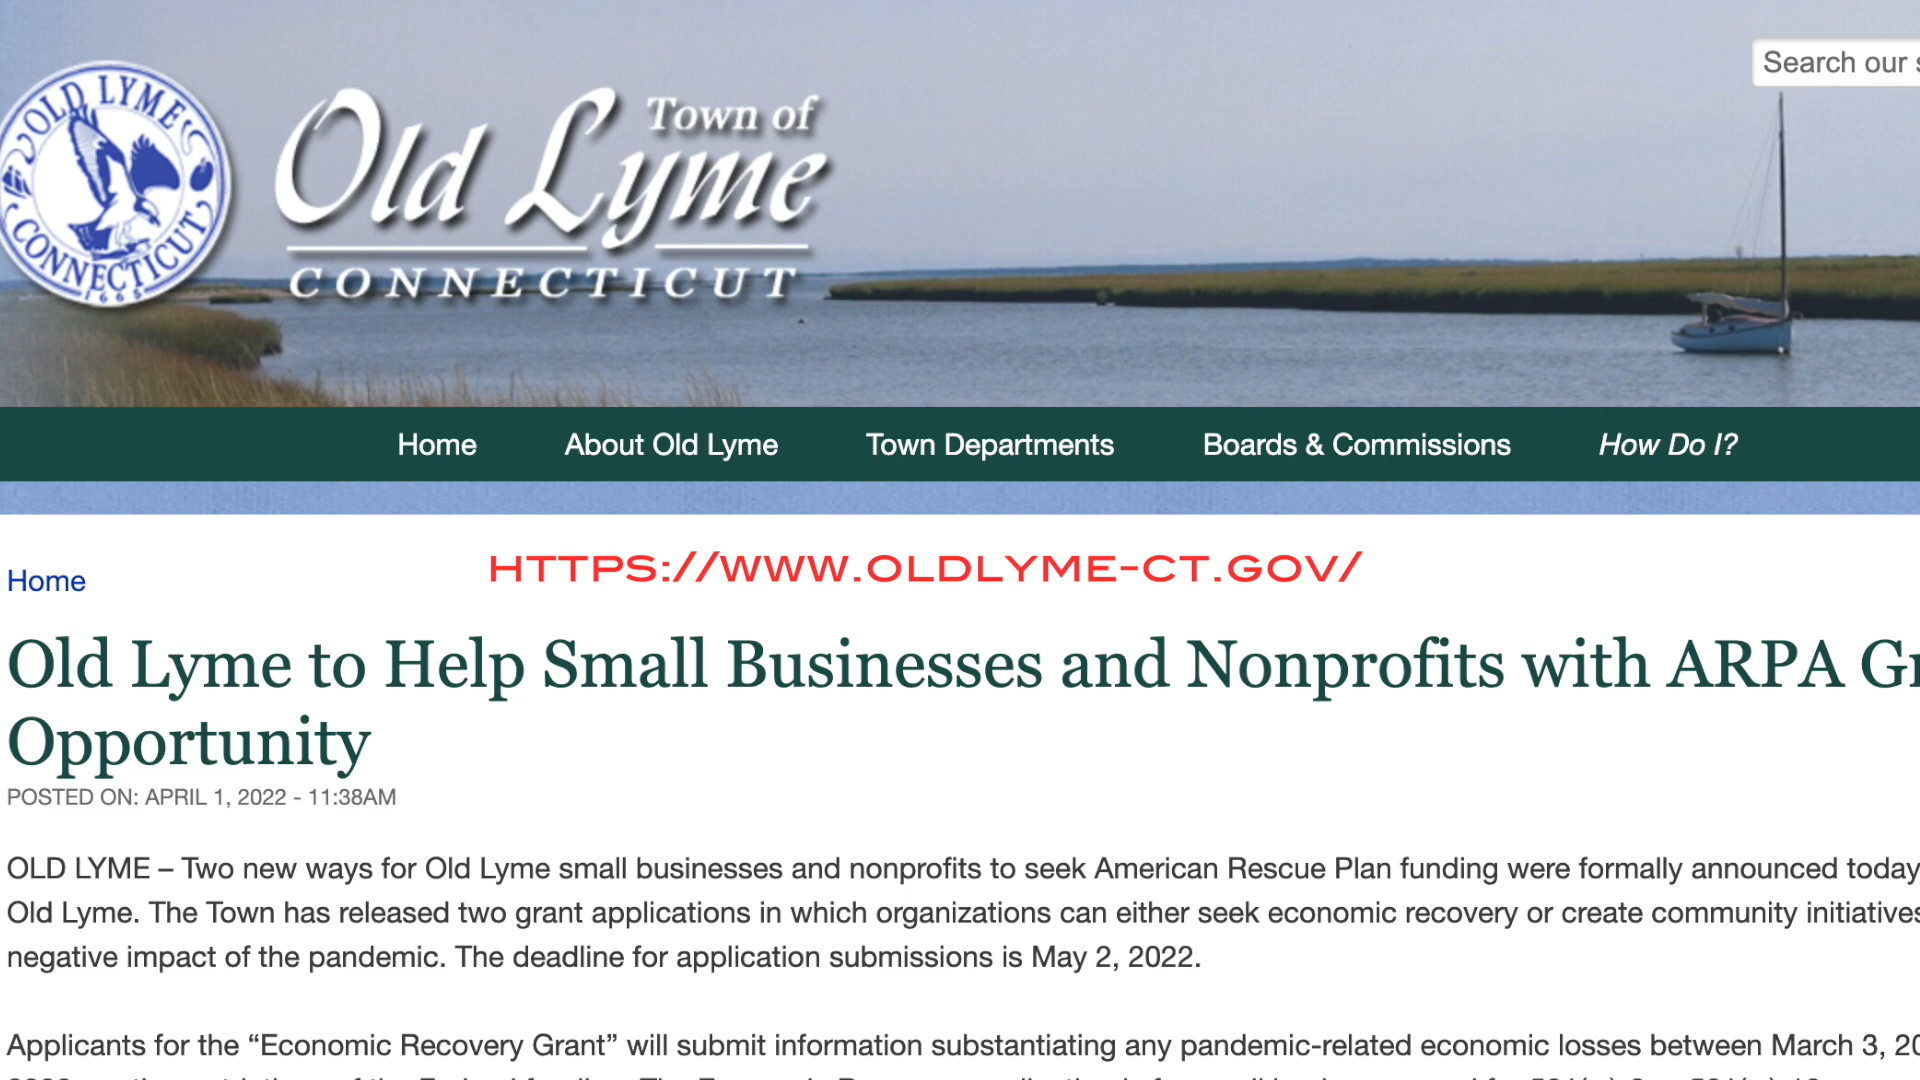 Search our
OLD LYME
CONNECTICUT
1665
Town of
Old Lyme
CONNECTICUT
Home About Old Lyme Town Departments Boards & Commissions How Do I?
HTTPS://WWW.OLDLYME-CT.GOV/
Home
Old Lyme to Help Small Businesses and Nonprofits with ARPA
Opportunity
POSTED ON: APRIL 1, 2022 - 11:38AM
OLD LYME – Two new ways for Old Lyme small businesses and nonprofits to seek American Rescue Plan funding were formally announced today
Old Lyme. The Town has released two grant applications in which organizations can either seek economic recovery or create community initiatives
negative impact of the pandemic. The deadline for application submissions is May 2, 2022.
Applicants for the “Economic Recovery Grant” will submit information substantiating any pandemic-related economic losses between March 3,